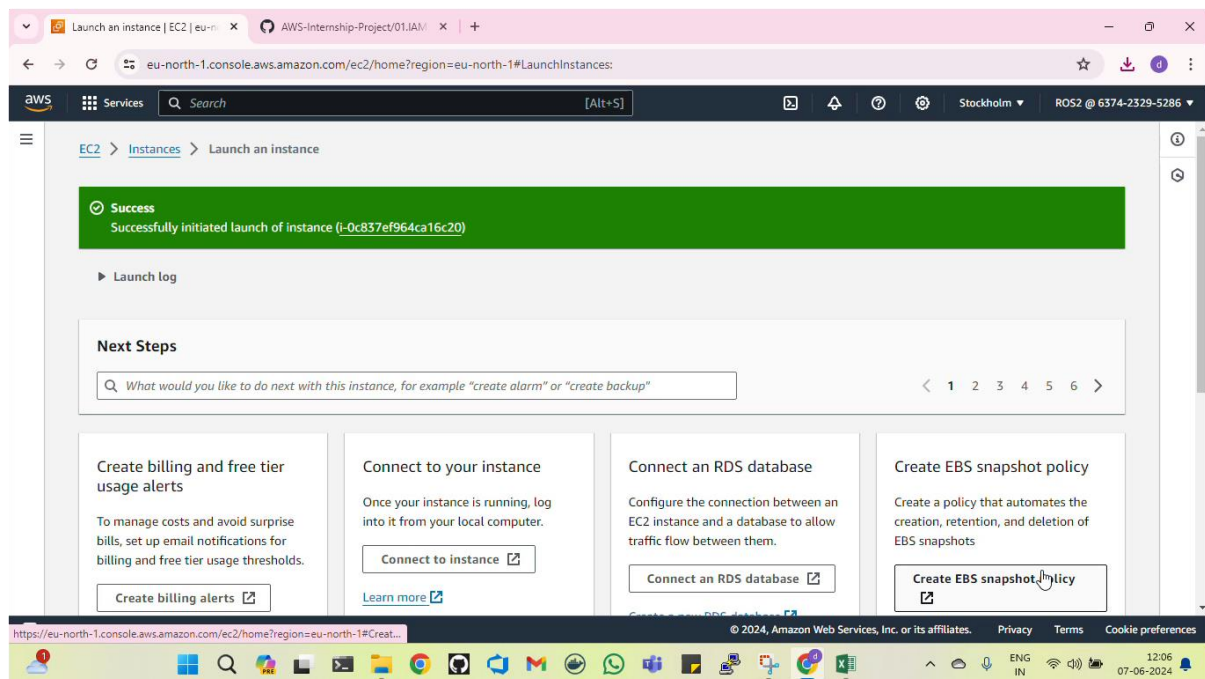 Launch an instance | EC2 | eu-n
AWS-Internship-Project/01.IAM
eu-north-1.console.aws.amazon.com/ec2/home?region=eu-north-1#LaunchInstances:
d
aws
Services
Search
[Alt+S]
Stockholm
ROS2 @ 6374-2329-5286
EC2 > Instances > Launch an instance
Success
Successfully initiated launch of instance (i-0c837ef964ca16c20)
Launch log
Next Steps
What would you like to do next with this instance, for example "create alarm" or "create backup"
1 2 3 4 5 6
Create billing and free tier
usage alerts
To manage costs and avoid surprise
bills, set up email notifications for
billing and free tier usage thresholds.
Create billing alerts
Connect to your instance
Once your instance is running, log
into it from your local computer.
Connect to instance
Learn more
Connect an RDS database
Configure the connection between an
EC2 instance and a database to allow
traffic flow between them.
Connect an RDS database
Create a new RDS database
Create EBS snapshot policy
Create a policy that automates the
creation, retention, and deletion of
EBS snapshots
Create EBS snapshot policy
https://eu-north-1.console.aws.amazon.com/ec2/home?region=eu-north-1#Creat...
© 2024, Amazon Web Services, Inc. or its affiliates.
Privacy
Terms
Cookie preferences
1
PRE
ENG
IN
12:06
07-06-2024